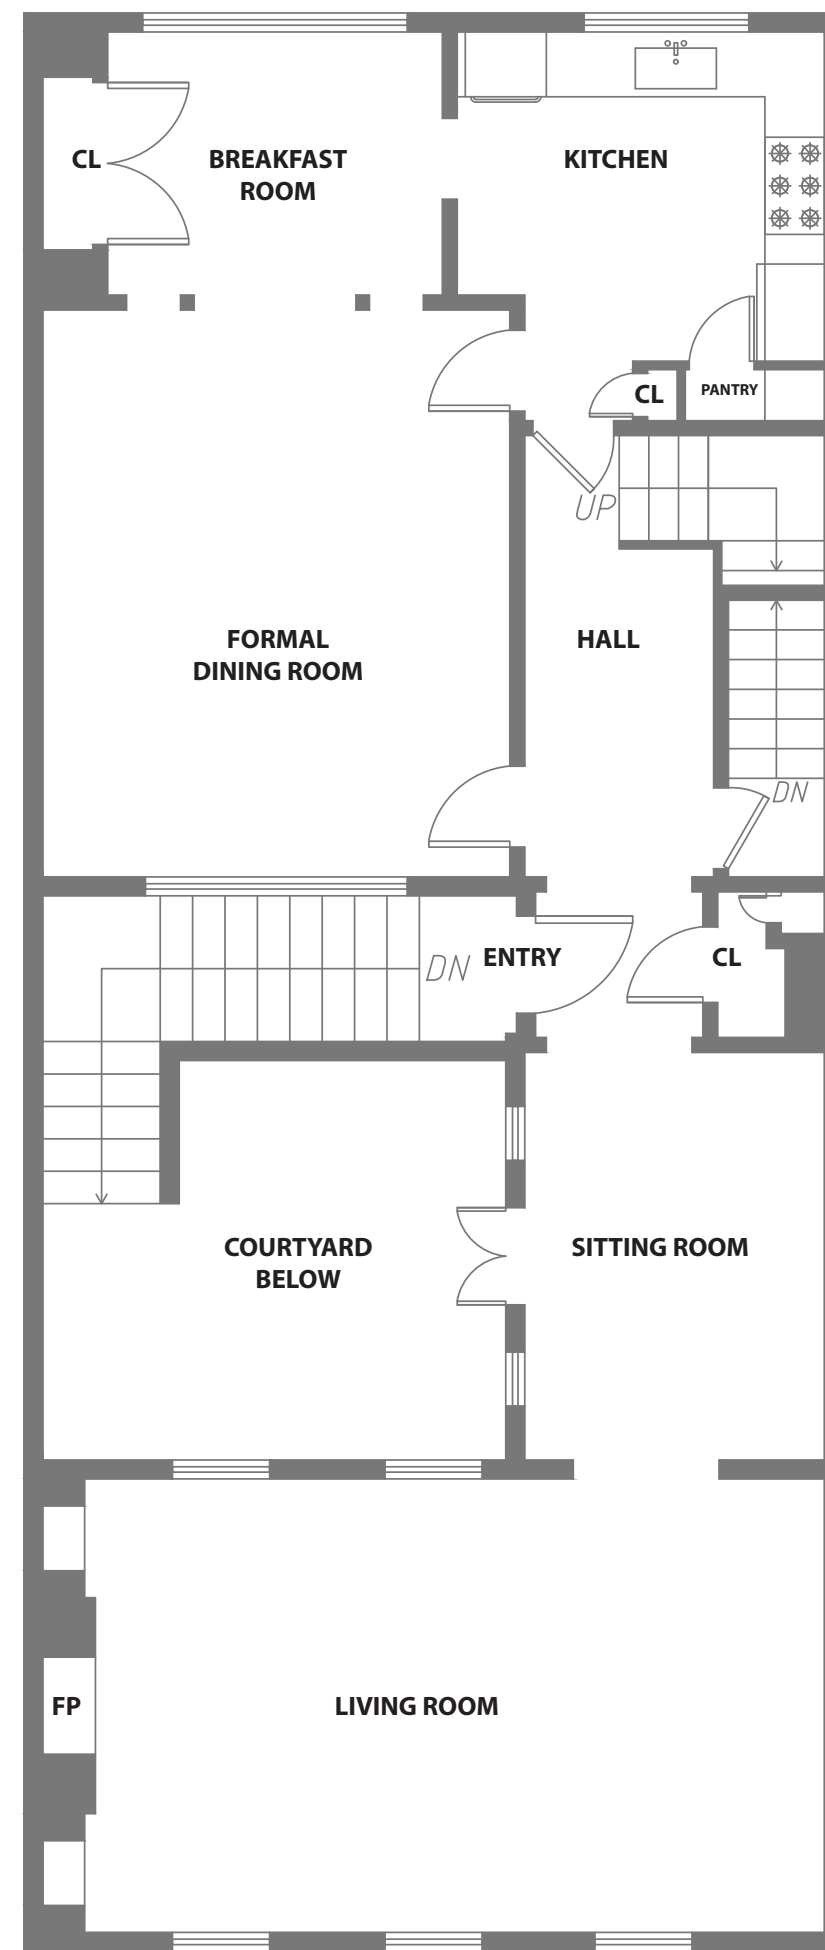 CL
BREAKFAST
ROOM
KITCHEN
CL
PANTRY
UP
FORMAL
DINING ROOM
HALL
DN
DN
ENTRY
CL
COURTYARD
BELOW
SITTING ROOM
FP
LIVING ROOM